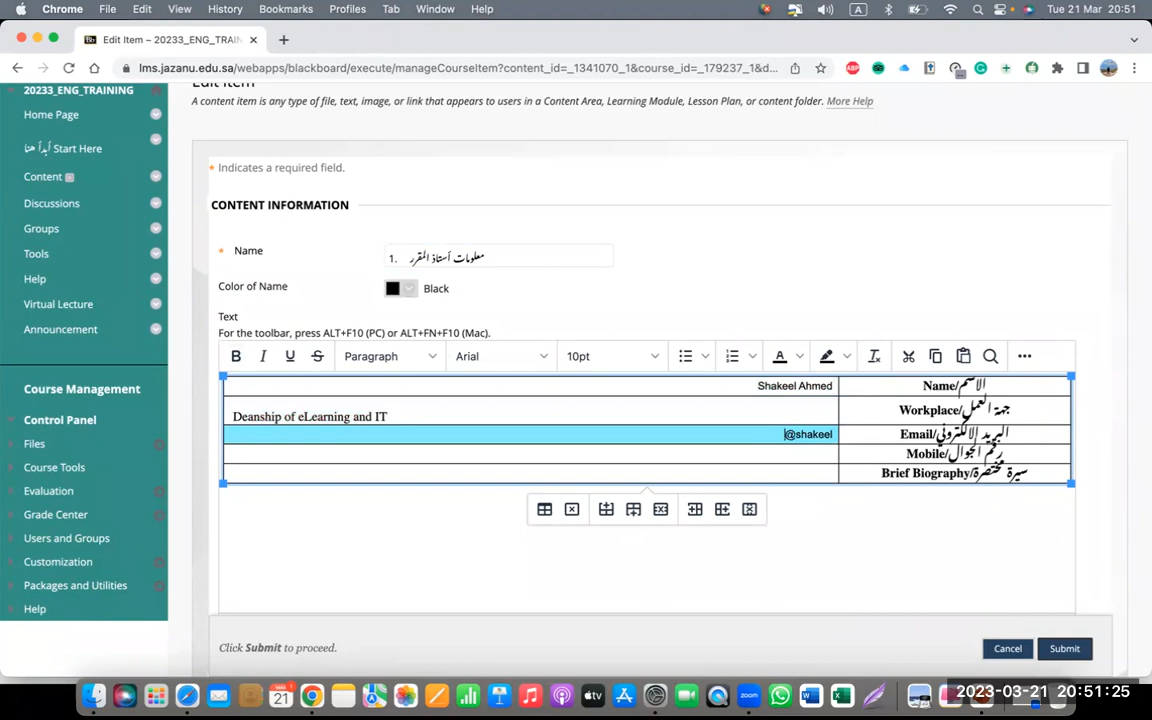 Chrome File Edit View History Bookmarks Profiles Tab Window Help A Tue 21 Mar 20:51
Bb Edit Item – 20233_ENG_TRAIN
lms.jazanu.edu.sa/webapps/blackboard/execute/manageCourseItem?content_id=_1341070_1&course_id=_179237_1&d...
Edit Item
A content item is any type of file, text, image, or link that appears to users in a Content Area, Learning Module, Lesson Plan, or content folder. More Help
20233_ENG_TRAINING
Home Page
أبدأ هنا Start Here
Content
Discussions
Groups
Tools
Help
Virtual Lecture
Announcement
Course Management
Control Panel
Files
Course Tools
Evaluation
Grade Center
Users and Groups
Customization
Packages and Utilities
Help
* Indicates a required field.
CONTENT INFORMATION
* Name 1. معلومات أستاذ المقرر
Color of Name Black
Text
For the toolbar, press ALT+F10 (PC) or ALT+FN+F10 (Mac).
B I U S Paragraph Arial 10pt A
Shakeel Ahmed Name/الاسم
Deanship of eLearning and IT Workplace/جهة العمل
@shakeel Email/البريد الالكتروني
Mobile/رقم الجوال
Brief Biography/سيرة مختصرة
Click Submit to proceed. Cancel Submit
MAR 21 zoom tv W X
2023-03-21 20:51:25